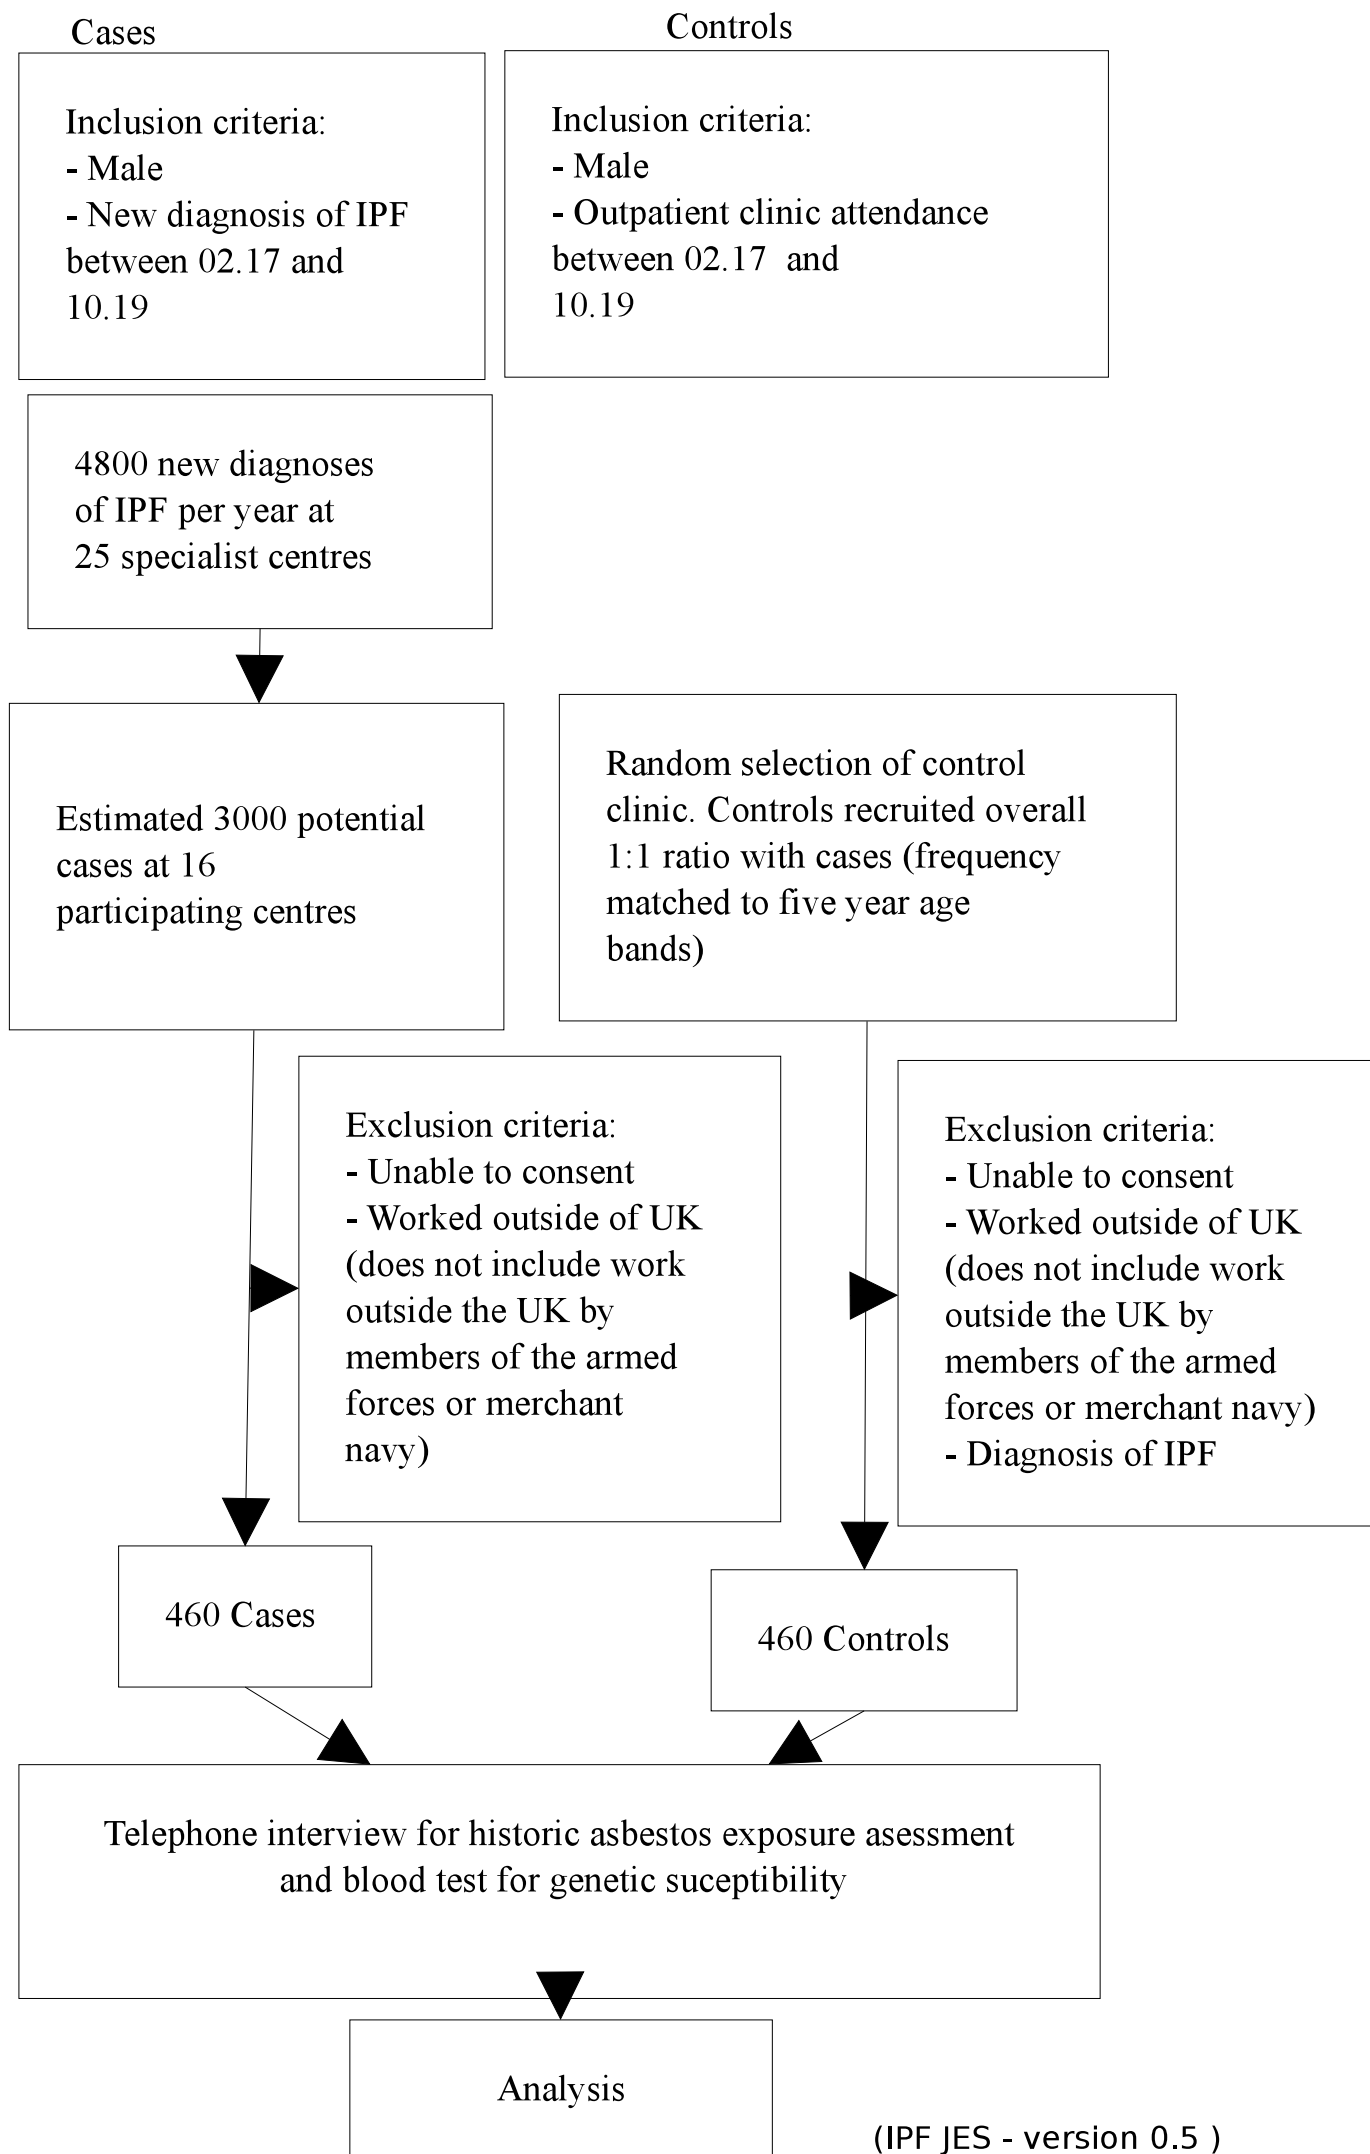 Cases
Inclusion criteria:
- Male
- New diagnosis of IPF
between 02.17 and
10.19
Controls
Inclusion criteria:
- Male
- Outpatient clinic attendance
between 02.17  and
10.19
4800 new diagnoses
of IPF per year at
25 specialist centres
Estimated 3000 potential
cases at 16
participating centres
Random selection of control
clinic. Controls recruited overall
1:1 ratio with cases (frequency
matched to five year age
bands)
Exclusion criteria:
- Unable to consent
- Worked outside of UK
(does not include work
outside the UK by
members of the armed
forces or merchant
navy)
Exclusion criteria:
- Unable to consent
- Worked outside of UK
(does not include work
outside the UK by
members of the armed
forces or merchant navy)
- Diagnosis of IPF
460 Cases
460 Controls
Telephone interview for historic asbestos exposure asessment
and blood test for genetic suceptibility
Analysis
(IPF JES - version 0.5 )